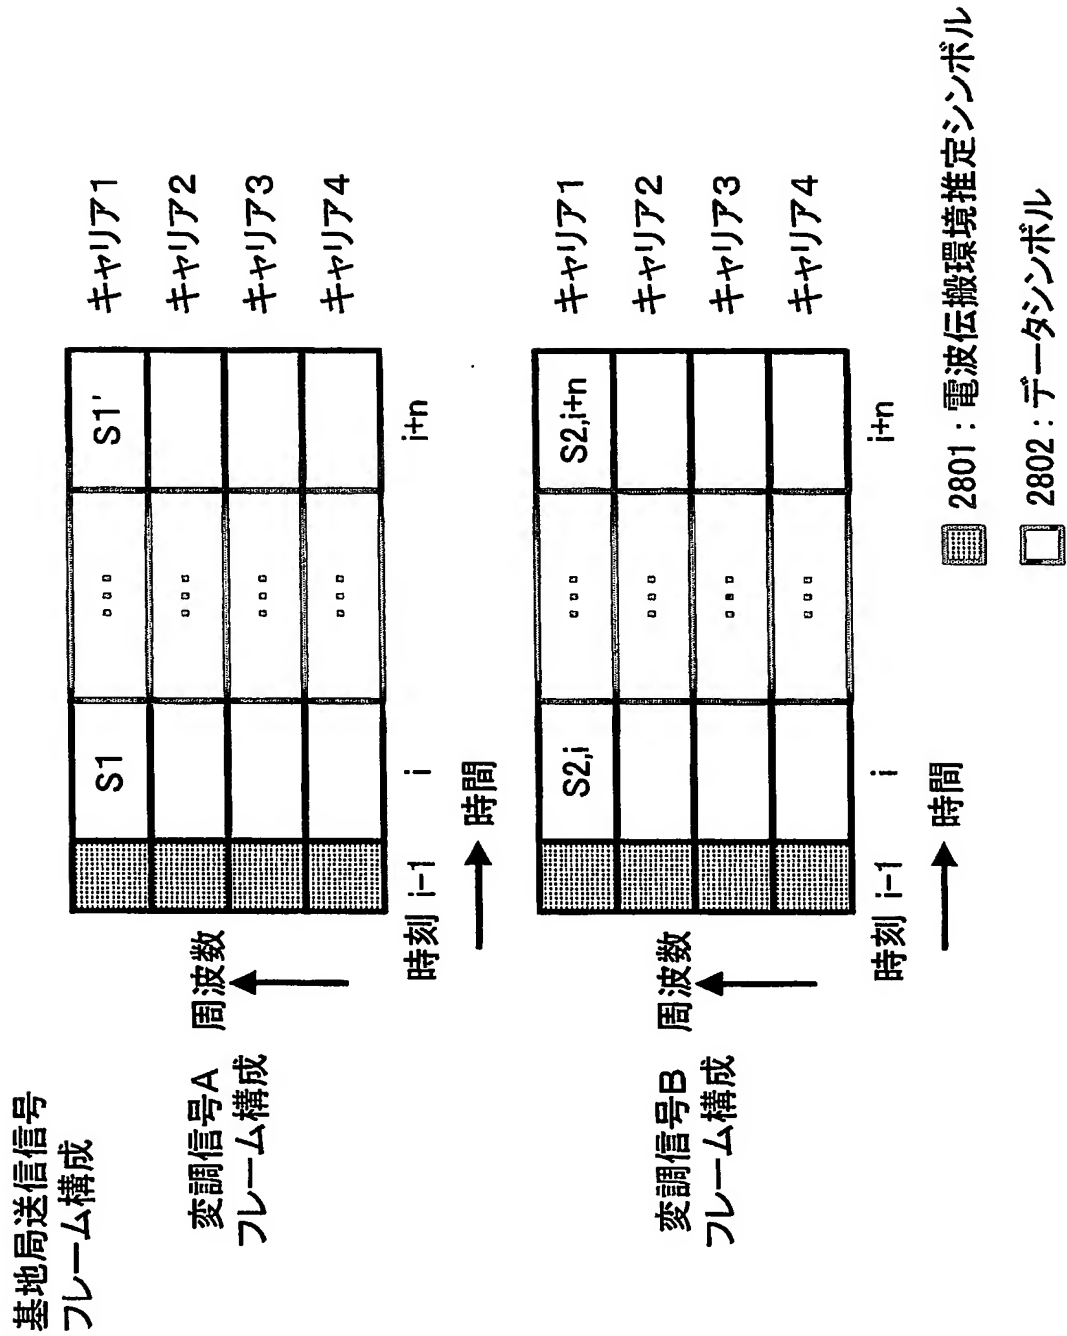 基地局送信信号
フレーム構成
変調信号A
フレーム構成
周波数
S1
S1'
キャリア1
キャリア2
キャリア3
キャリア4
時刻 i-1
i
i+n
時間
変調信号B
フレーム構成
周波数
S2,i
S2,i+n
キャリア1
キャリア2
キャリア3
キャリア4
時刻 i-1
i
i+n
時間
2801：電波伝搬環境推定シンボル
2802：データシンボル